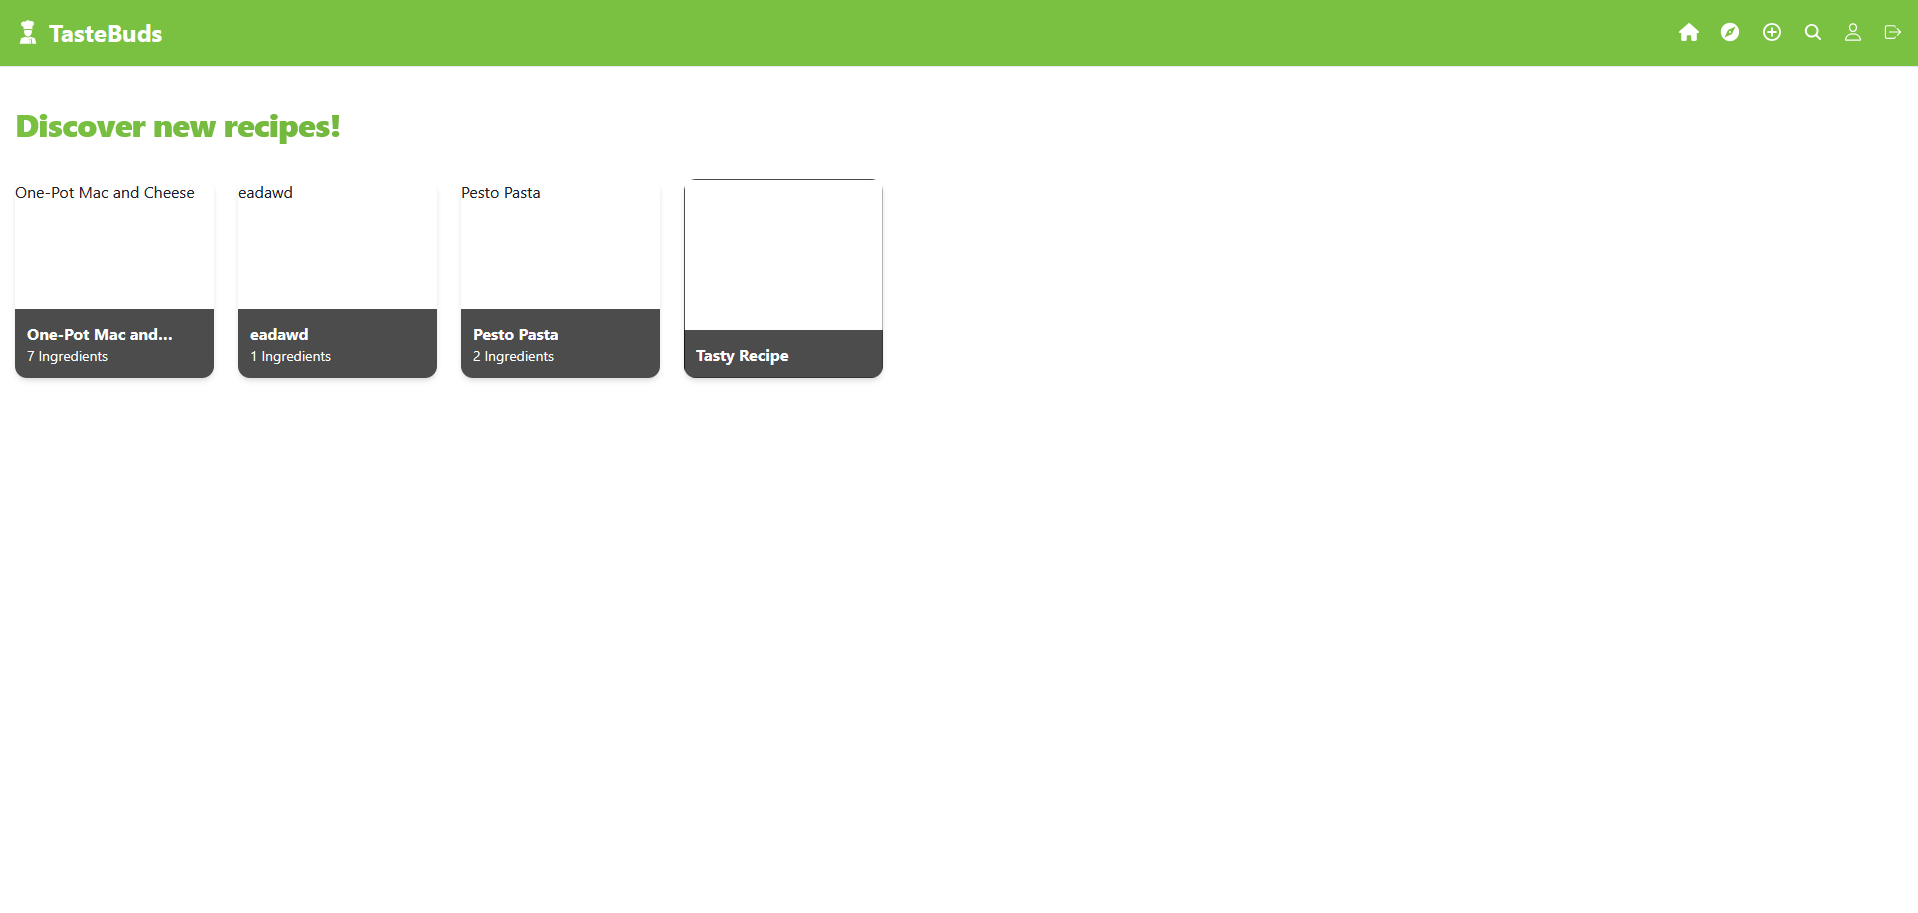 TasteBuds
Discover new recipes!
One-Pot Mac and Cheese
eadawd
Pesto Pasta
One-Pot Mac and...
7 Ingredients
eadawd
1 Ingredients
Pesto Pasta
2 Ingredients
Tasty Recipe